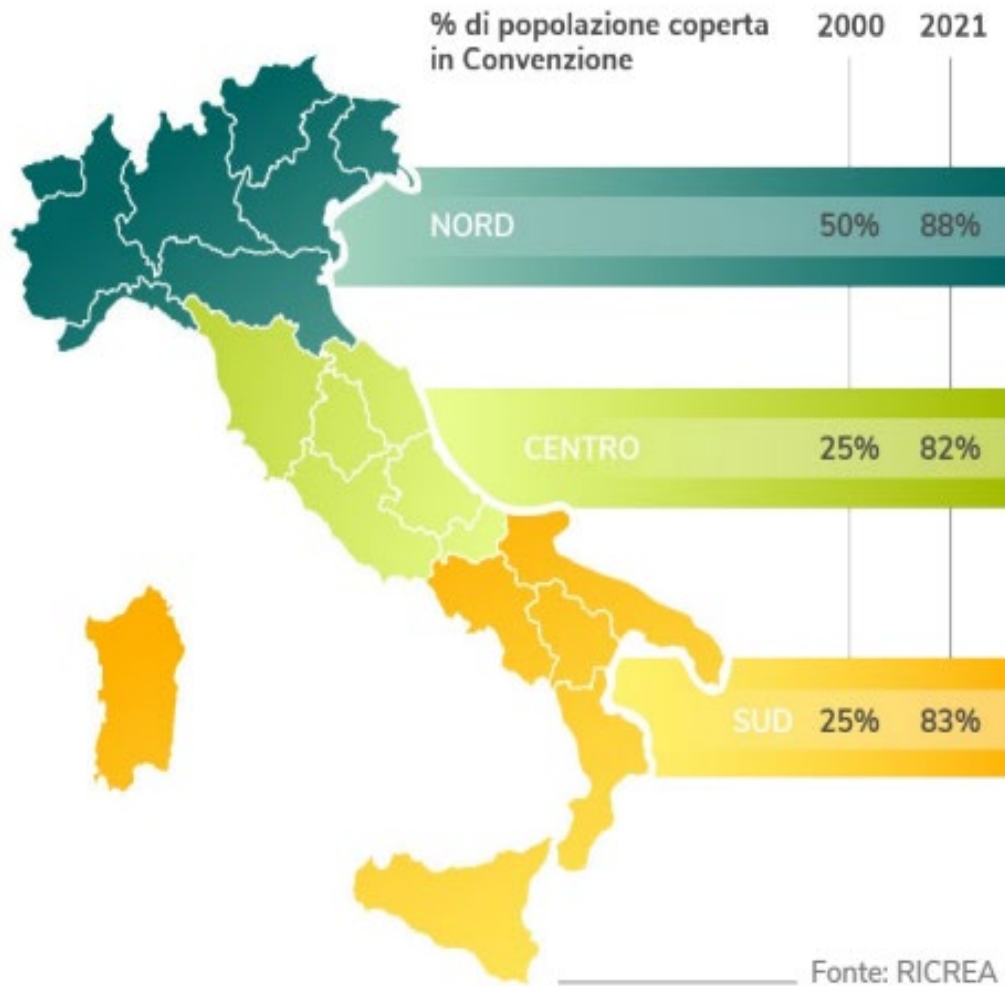 % di popolazione coperta 2000 2021
in Convenzione
NORD 50% 88%
CENTRO 25% 82%
SUD 25% 83%
Fonte: RICREA